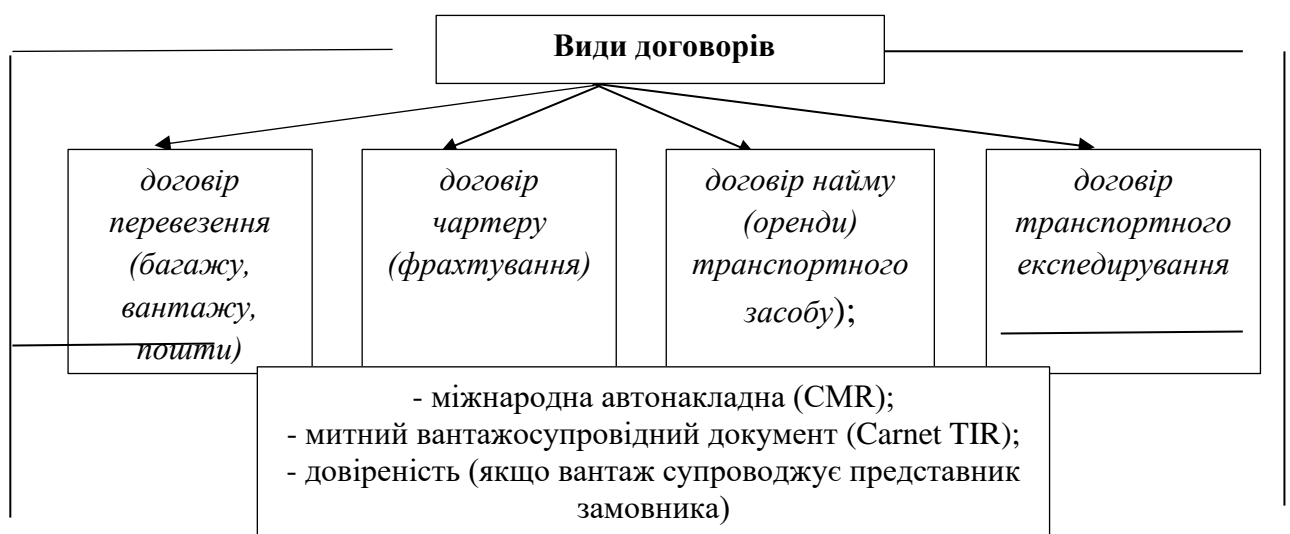 Види договорів
договір
перевезення
(багажу,
вантажу,
пошти)
договір
чартеру
(фрахтування)
договір найму
(оренди)
транспортного
засобу);
договір
транспортного
експедирування
- міжнародна автонакладна (CMR);
- митний вантажосупровідний документ (Carnet TIR);
- довіреність (якщо вантаж супроводжує представник
замовника)